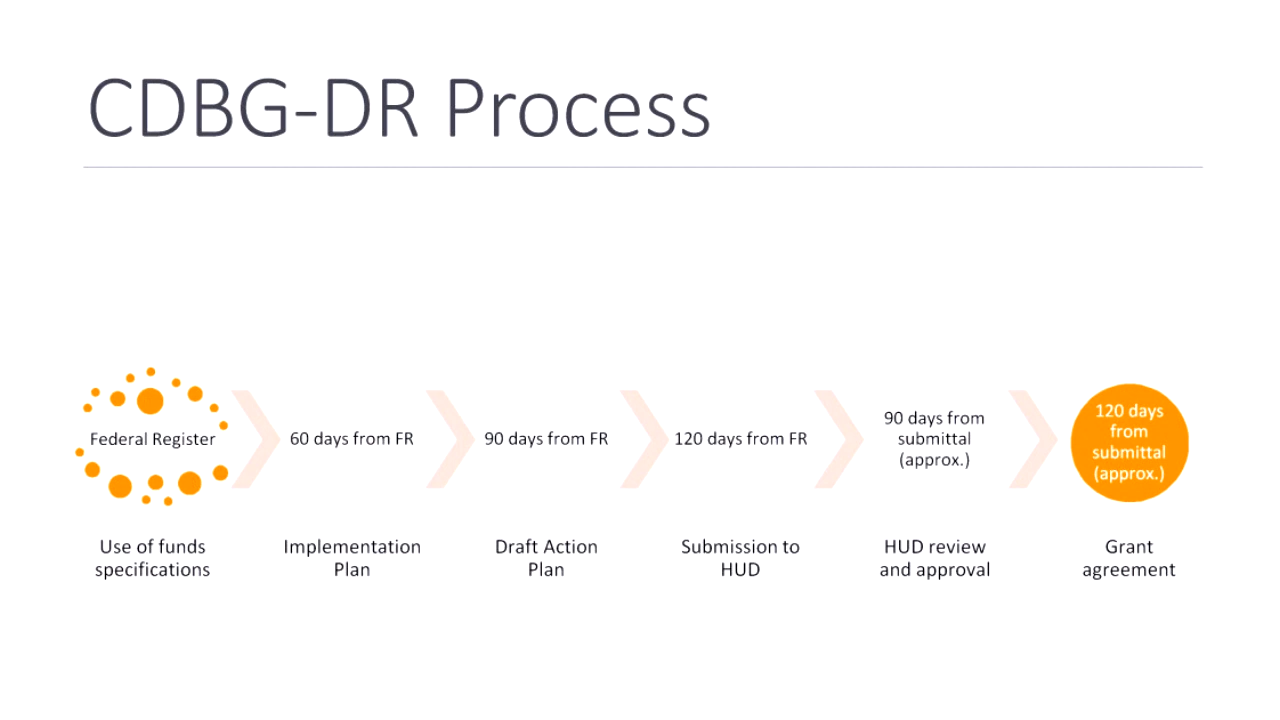 CDBG-DR Process
Federal Register
60 days from FR
90 days from FR
120 days from FR
90 days from
submittal
(approx.)
120 days
from
submittal
(approx.)
Use of funds
specifications
Implementation
Plan
Draft Action
Plan
Submission to
HUD
HUD review
and approval
Grant
agreement